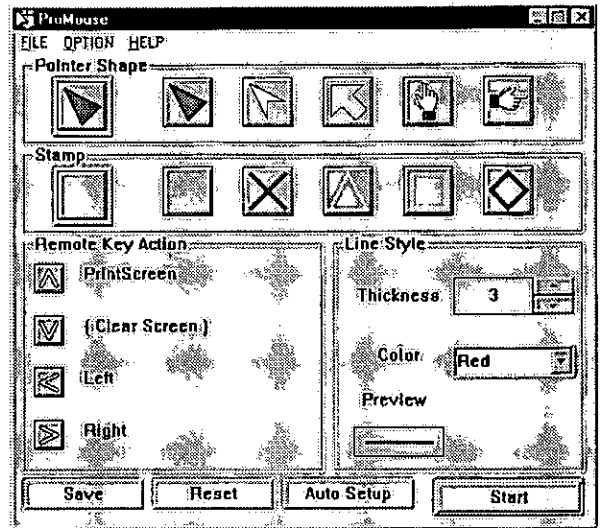 ProMouse
FILE OPTION HELP
Pointer Shape
Stamp
Remote Key Action
PrintScreen
(Clear Screen)
Left
Right
Line Style
Thickness 3
Color Red
Preview
Save Reset Auto Setup Start